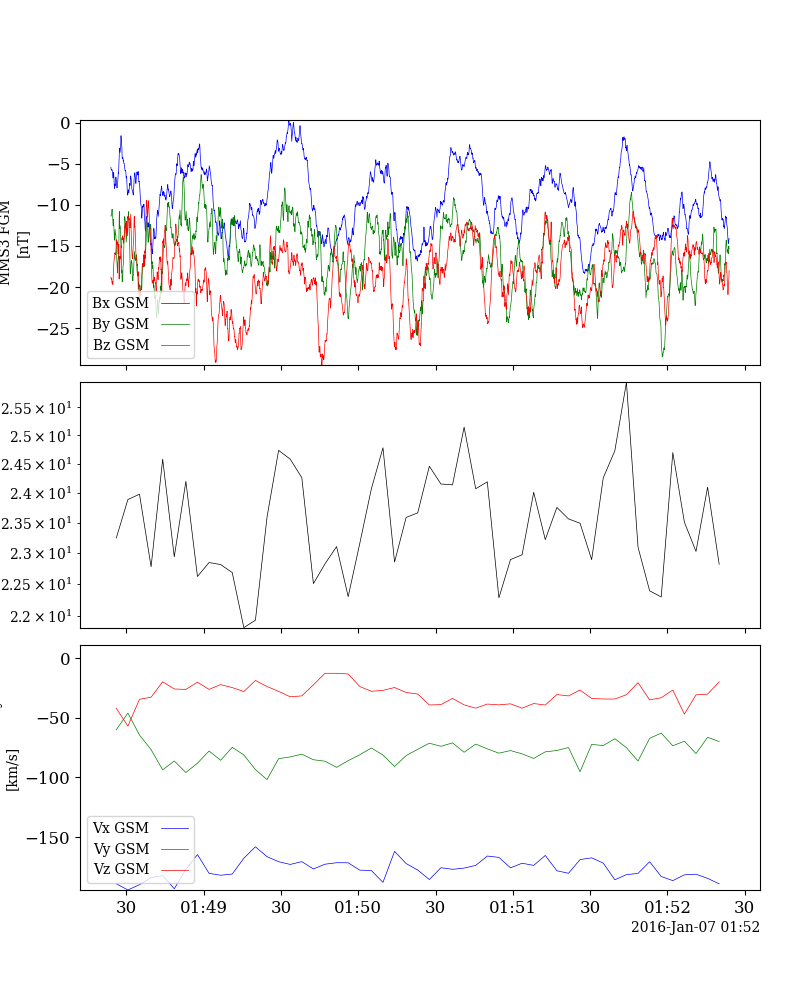 0
−5
−10
−15
−20
−25
MMS3 FGM
[nT]
Bx GSM
By GSM
Bz GSM
2.55 × 10¹
2.5 × 10¹
2.45 × 10¹
2.4 × 10¹
2.35 × 10¹
2.3 × 10¹
2.25 × 10¹
2.2 × 10¹
0
−50
−100
−150
[km/s]
Vx GSM
Vy GSM
Vz GSM
30 01:49 30 01:50 30 01:51 30 01:52 30
2016-Jan-07 01:52